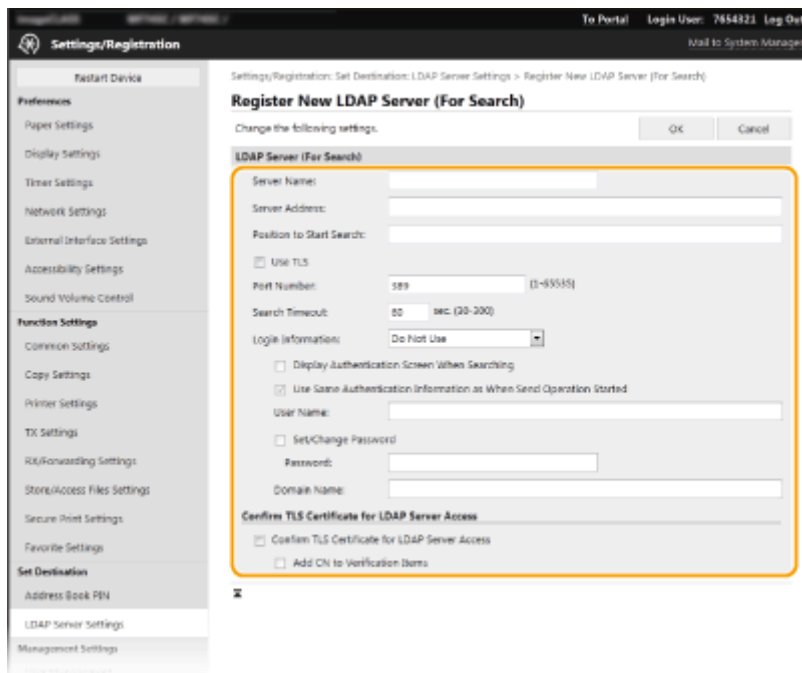 To Portal Login User: 7654321 Log Out
Settings/Registration
Mail to System Manager
Restart Device
Preferences
Paper Settings
Display Settings
Timer Settings
Network Settings
External Interface Settings
Accessibility Settings
Sound Volume Control
Function Settings
Common Settings
Copy Settings
Printer Settings
TX Settings
RX/Forwarding Settings
Store/Access Files Settings
Secure Print Settings
Favorite Settings
Set Destination
Address Book PIN
LDAP Server Settings
Management Settings
Settings/Registration: Set Destination: LDAP Server Settings > Register New LDAP Server (For Search)
Register New LDAP Server (For Search)
Change the following settings.
OK
Cancel
LDAP Server (For Search)
Server Name:
Server Address:
Position to Start Search:
Use TLS
Port Number: 389 (1-65535)
Search Timeout: 60 sec. (30-300)
Login Information: Do Not Use
Display Authentication Screen When Searching
Use Same Authentication Information as When Send Operation Started
User Name:
Set/Change Password
Password:
Domain Name:
Confirm TLS Certificate for LDAP Server Access
Confirm TLS Certificate for LDAP Server Access
Add CN to Verification Items